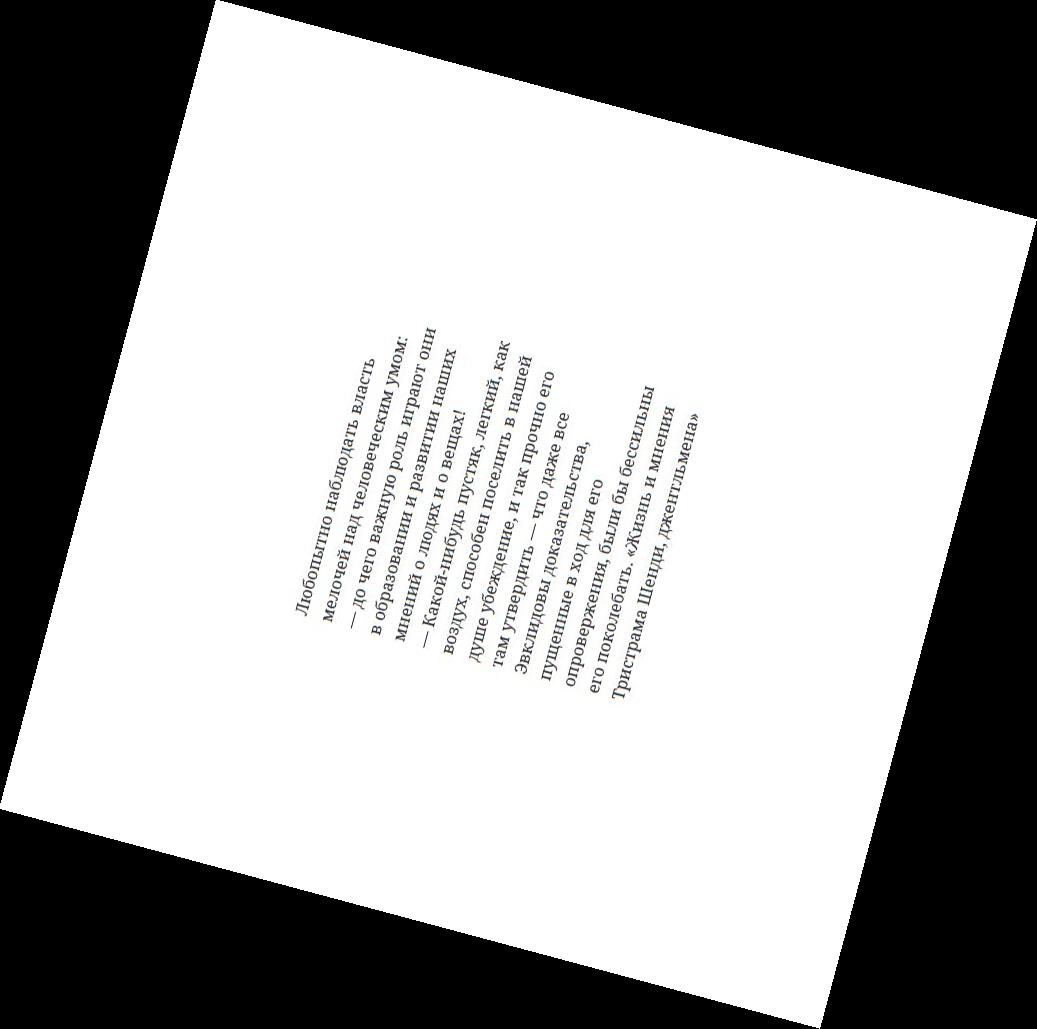 Любопытно наблюдать власть
мелочей над человеческим умом:
— до чего важную роль играют они
в образовании и развитии наших
мнений о людях и о вещах!
— Какой-нибудь пустяк, легкий, как
воздух, способен поселить в нашей
душе убеждение, и так прочно его
там утвердить — что даже все
Эвклидовы доказательства,
пущенные в ход для его
опровержения, были бы бессильны
его поколебать. «Жизнь и мнения
Тристрама Шенди, джентльмена»